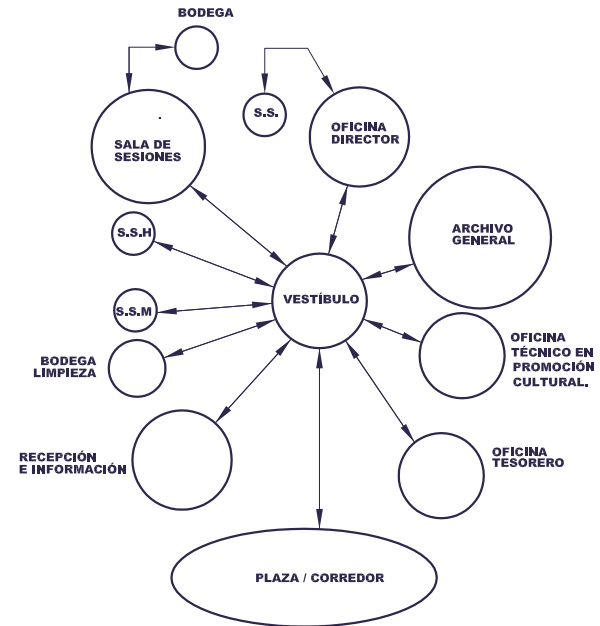 BODEGA
S.S.
OFICINA
DIRECTOR
SALA DE
SESIONES
ARCHIVO
GENERAL
S.S.H
VESTÍBULO
S.S.M
OFICINA
TÉCNICO EN
PROMOCIÓN
CULTURAL.
BODEGA
LIMPIEZA
RECEPCIÓN
E INFORMACIÓN
OFICINA
TESORERO
PLAZA / CORREDOR